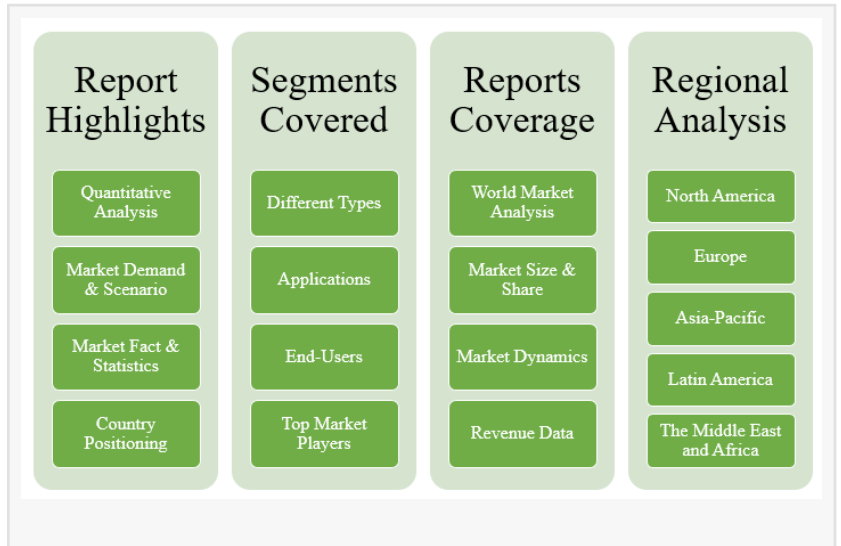 Report
Highlights
Quantitative
Analysis
Market Demand
& Scenario
Market Fact &
Statistics
Country
Positioning
Segments
Covered
Different Types
Applications
End-Users
Top Market
Players
Reports
Coverage
World Market
Analysis
Market Size &
Share
Market Dynamics
Revenue Data
Regional
Analysis
North America
Europe
Asia-Pacific
Latin America
The Middle East
and Africa